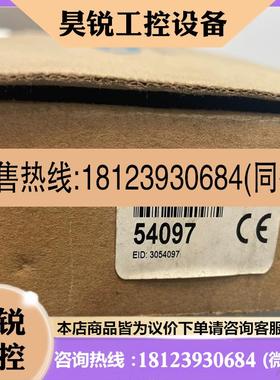 昊锐工控设备
售热线:18123930684(同
54097
EID: 3054097
CE
锐
控
本店商品皆为议价下单请咨询客服
咨询热线 :18123930684 (微